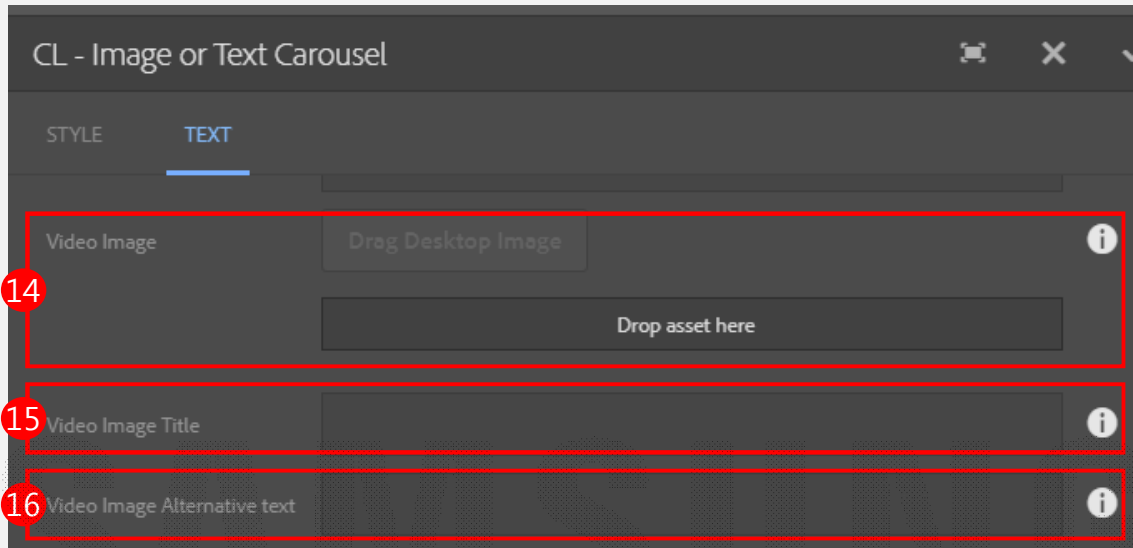 CL - Image or Text Carousel
STYLE TEXT
Video Image Drag Desktop Image
14
Drop asset here
15 Video Image Title
16 Video Image Alternative text